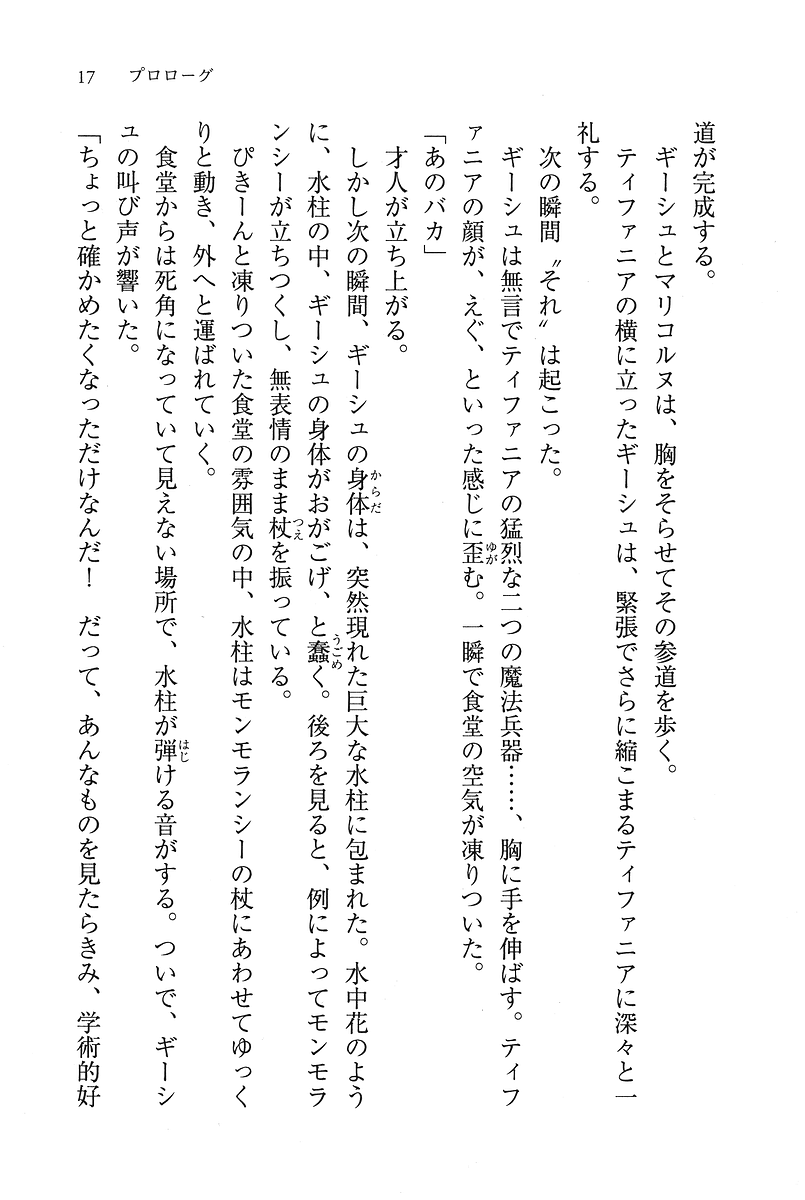 17　プロローグ
道が完成する。
　ギーシュとマリコルヌは、胸をそらせてその参道を歩く。
　ティファニアの横に立ったギーシュは、緊張でさらに縮こまるティファニアに深々と一
礼する。
　次の瞬間〝それ〟は起こった。
　ギーシュは無言でティファニアの猛烈な二つの魔法兵器……、胸に手を伸ばす。ティフ
ァニアの顔が、えぐ、といった感じに歪む。一瞬で食堂の空気が凍りついた。
「あのバカ」
　才人が立ち上がる。
　しかし次の瞬間、ギーシュの身体は、突然現れた巨大な水柱に包まれた。水中花のよう
に、水柱の中、ギーシュの身体がおがごげ、と蠢く。後ろを見ると、例によってモンモラ
ンシーが立ちつくし、無表情のまま杖を振っている。
　ぴきーんと凍りついた食堂の雰囲気の中、水柱はモンモランシーの杖にあわせてゆっく
りと動き、外へと運ばれていく。
　食堂からは死角になっていて見えない場所で、水柱が弾ける音がする。ついで、ギーシ
ュの叫び声が響いた。
「ちょっと確かめたくなっただけなんだ！　だって、あんなものを見たらきみ、学術的好